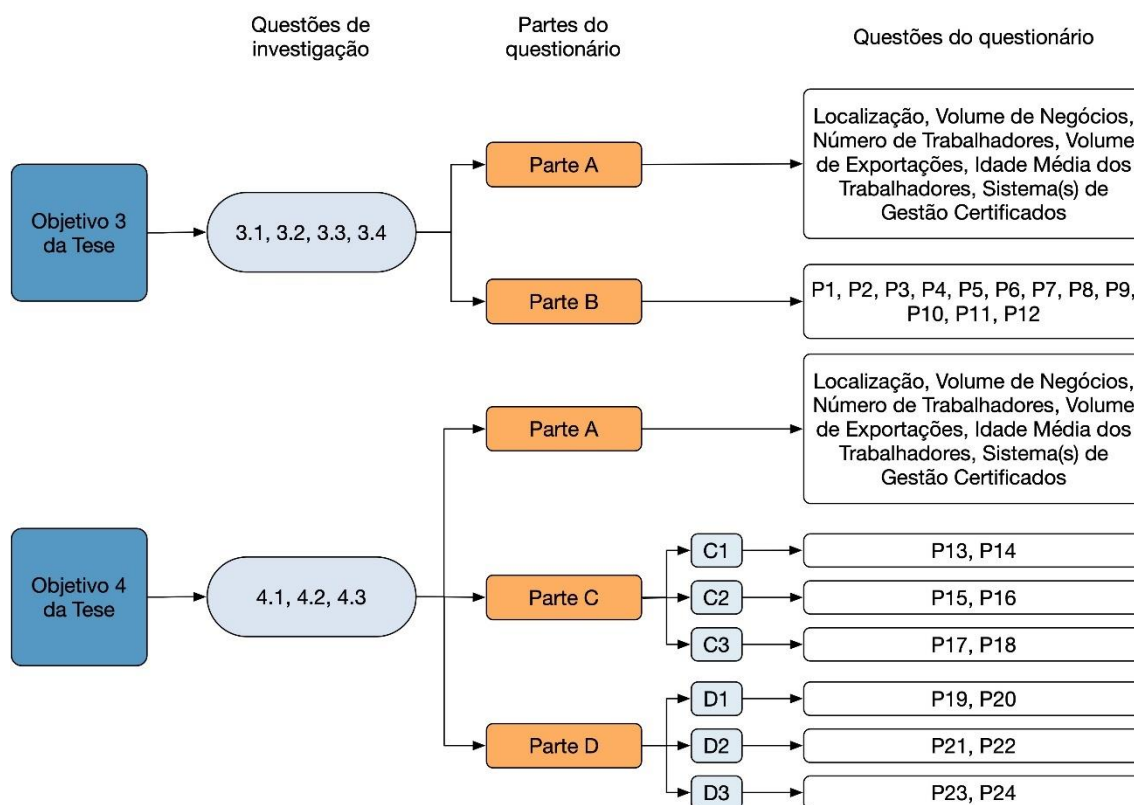 Questões de
investigação
Partes do
questionário
Questões do questionário
Objetivo 3
da Tese
3.1, 3.2, 3.3, 3.4
Parte A
Localização, Volume de Negócios,
Número de Trabalhadores, Volume
de Exportações, Idade Média dos
Trabalhadores, Sistema(s) de
Gestão Certificados
Parte B
P1, P2, P3, P4, P5, P6, P7, P8, P9,
P10, P11, P12
Objetivo 4
da Tese
4.1, 4.2, 4.3
Parte A
Localização, Volume de Negócios,
Número de Trabalhadores, Volume
de Exportações, Idade Média dos
Trabalhadores, Sistema(s) de
Gestão Certificados
Parte C
C1
P13, P14
C2
P15, P16
C3
P17, P18
Parte D
D1
P19, P20
D2
P21, P22
D3
P23, P24